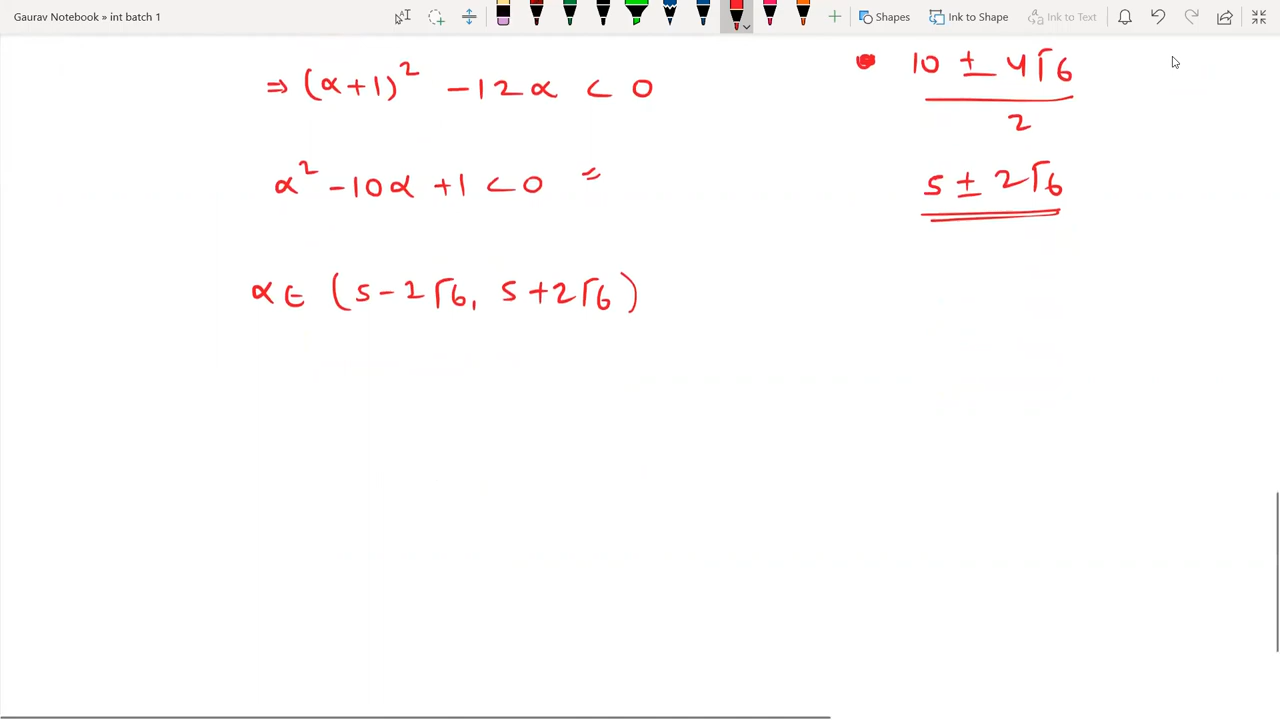 Gaurav Notebook » int batch 1
Shapes
Ink to Shape
Ink to Text
⇒ (α+1)² -12α < 0
α² -10α +1 < 0 =
α∈ (5-2√6, 5+2√6)
10 ± 4√6
2
5 ± 2√6